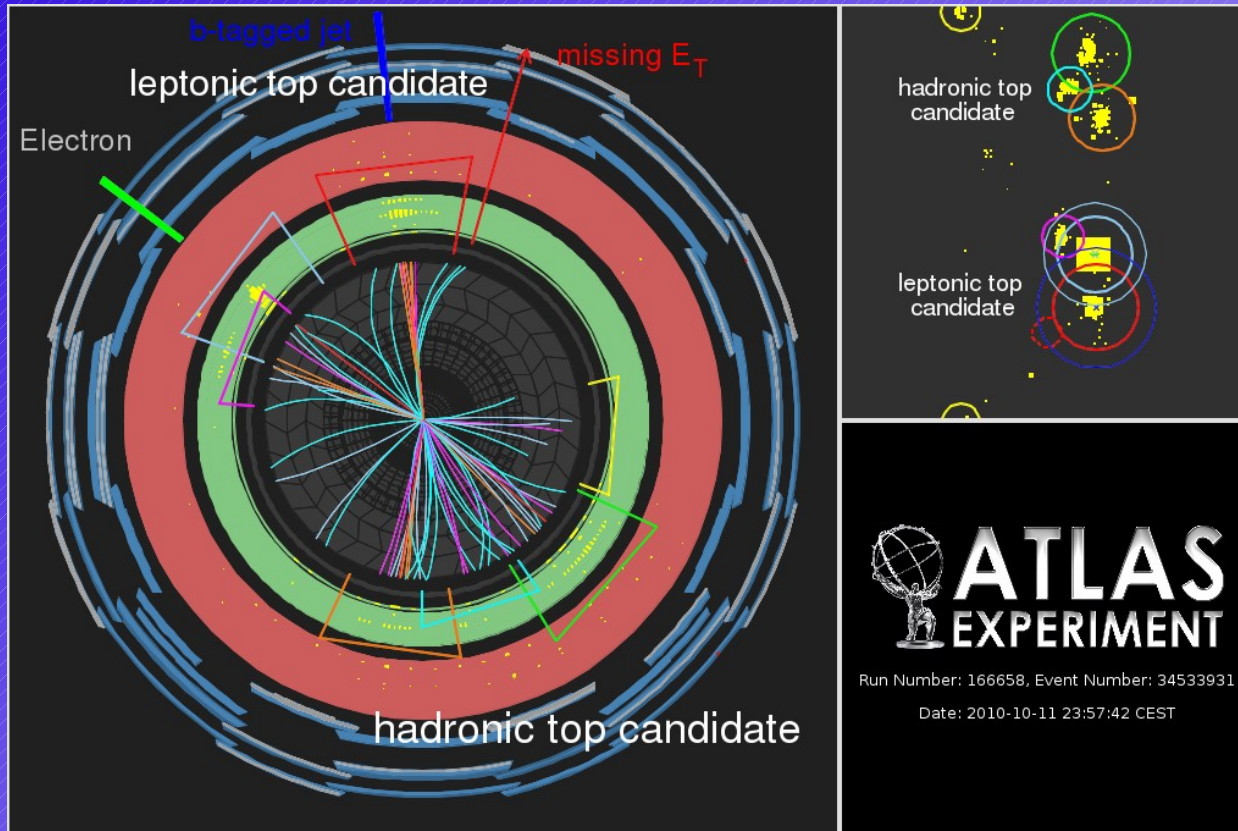 b-tagged jet
leptonic top candidate
missing ET
Electron
hadronic top candidate
hadronic top
candidate
leptonic top
candidate
ATLAS
EXPERIMENT
Run Number: 166658, Event Number: 34533931
Date: 2010-10-11 23:57:42 CEST